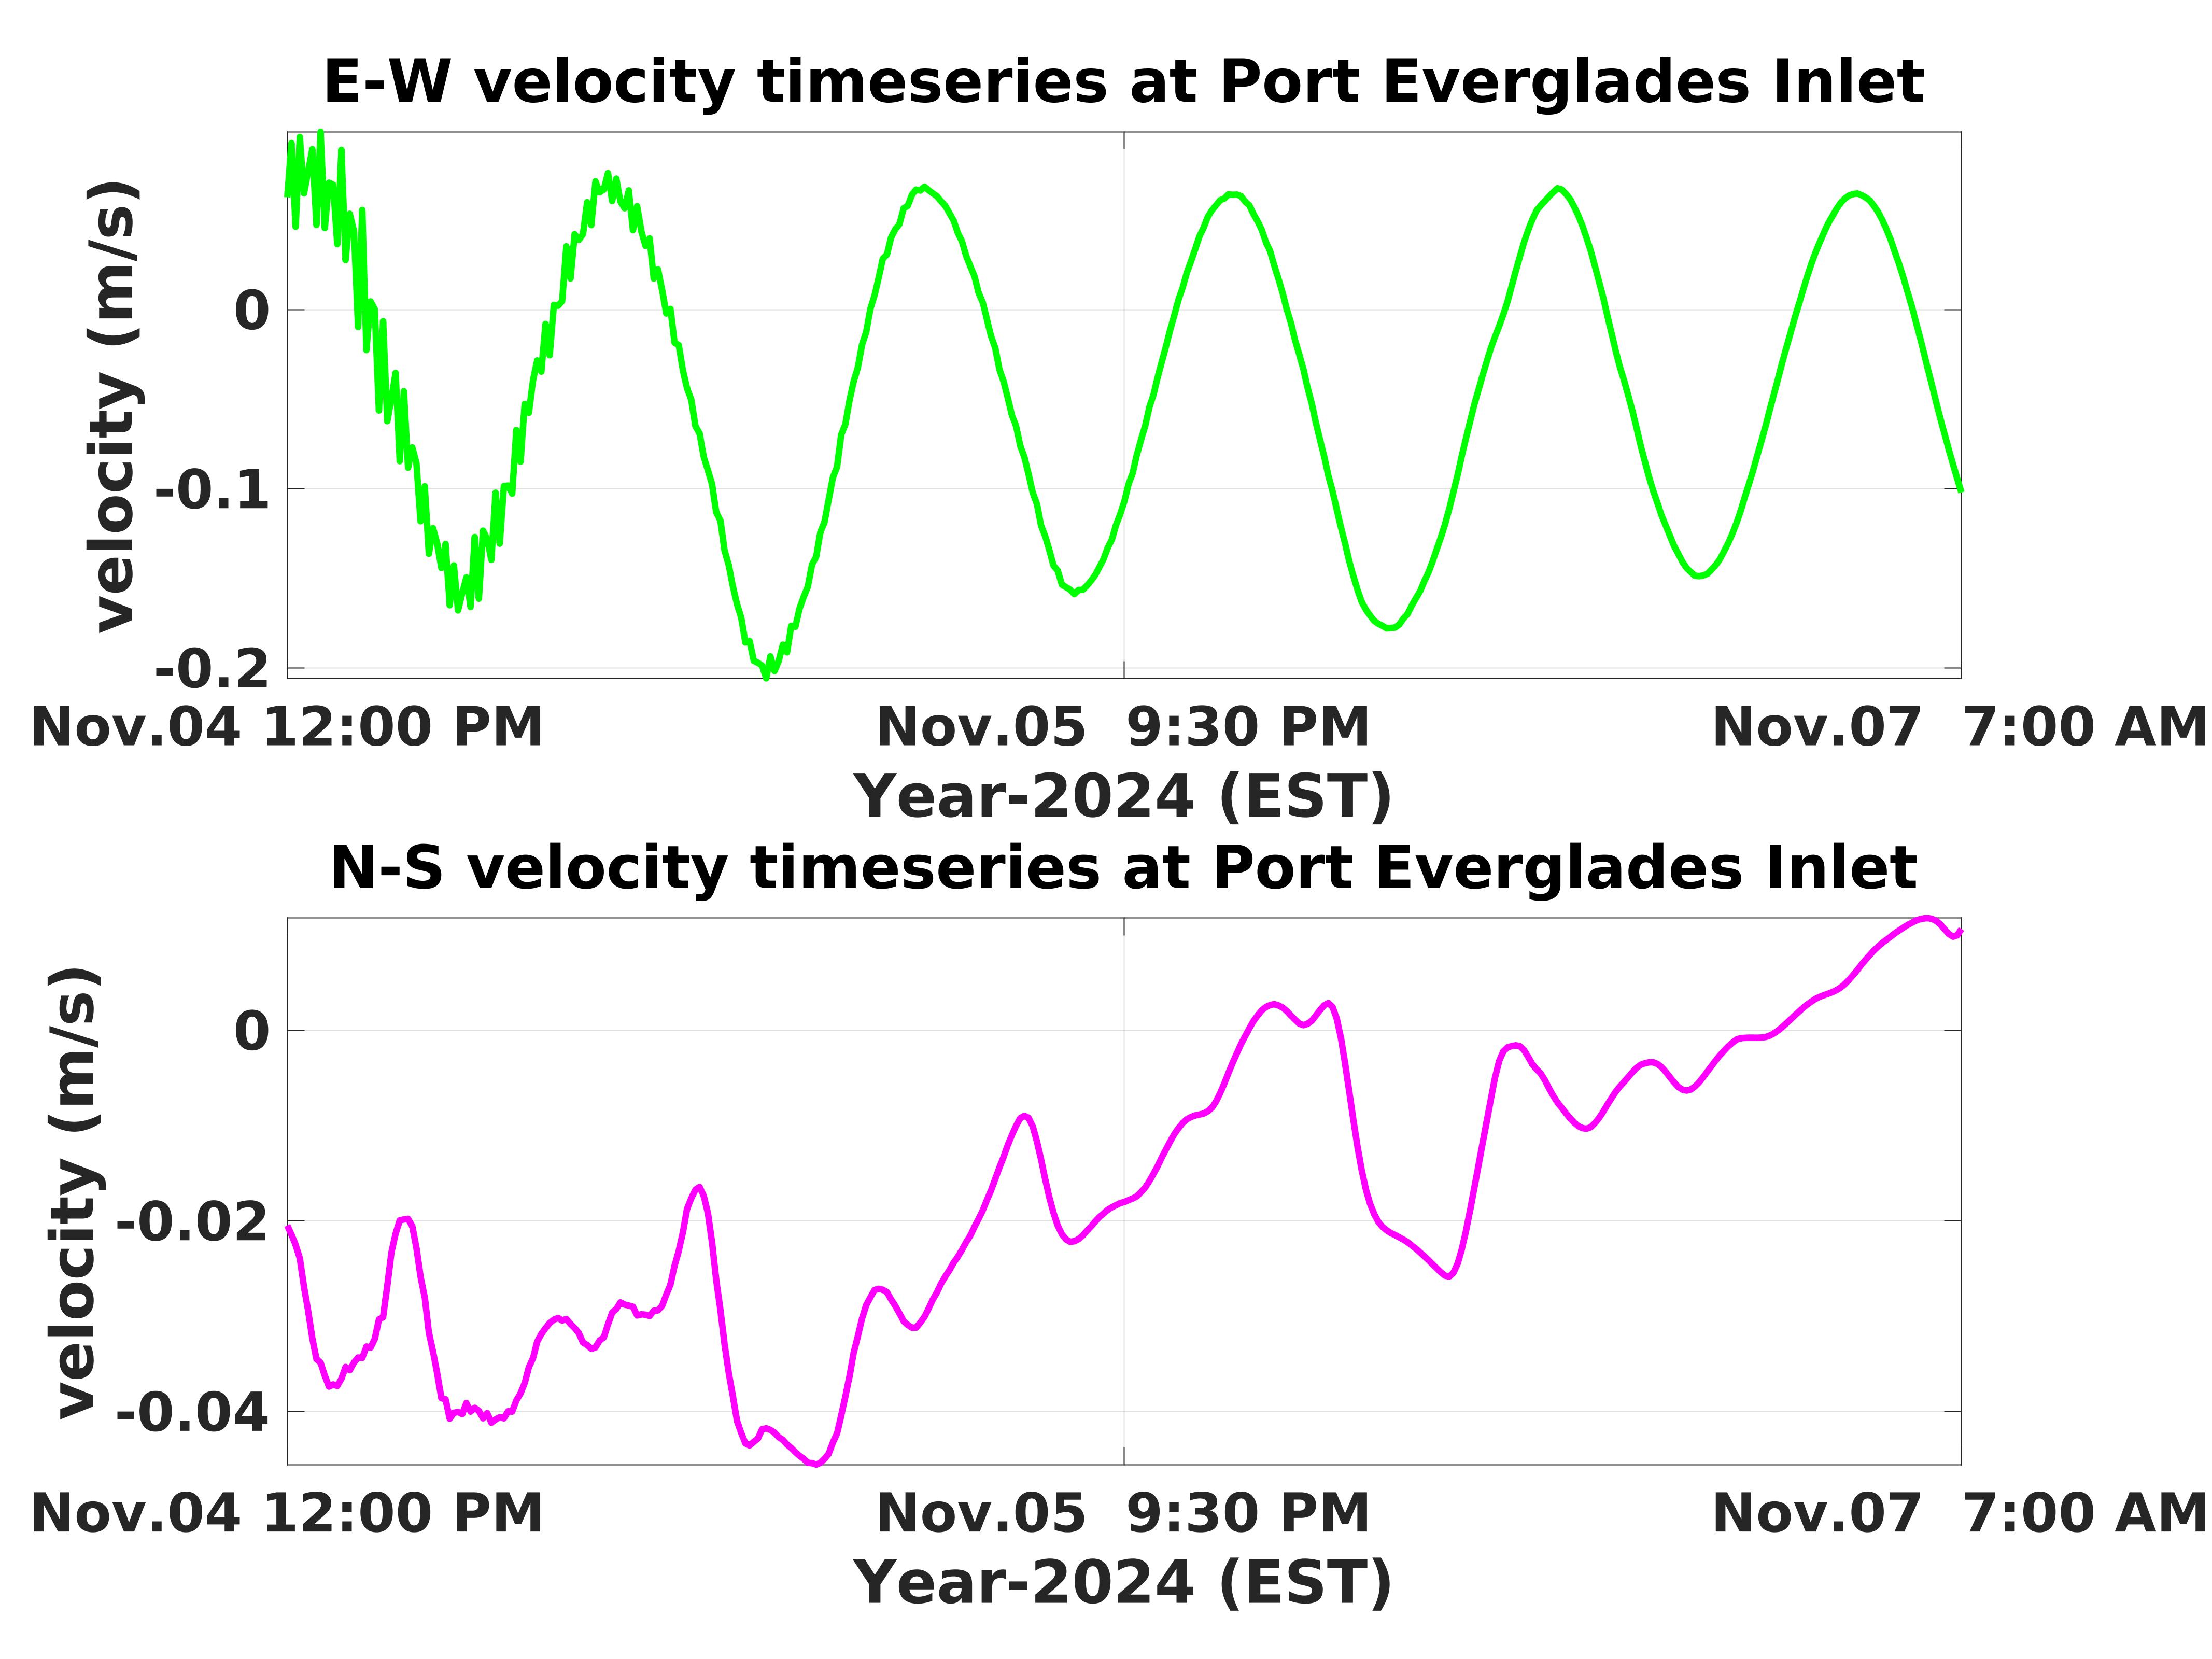 E-W velocity timeseries at Port Everglades Inlet
velocity (m/s)
0
-0.1
-0.2
Nov.04 12:00 PM Nov.05  9:30 PM Nov.07  7:00 AM
Year-2024 (EST)
N-S velocity timeseries at Port Everglades Inlet
velocity (m/s)
0
-0.02
-0.04
Nov.04 12:00 PM Nov.05  9:30 PM Nov.07  7:00 AM
Year-2024 (EST)